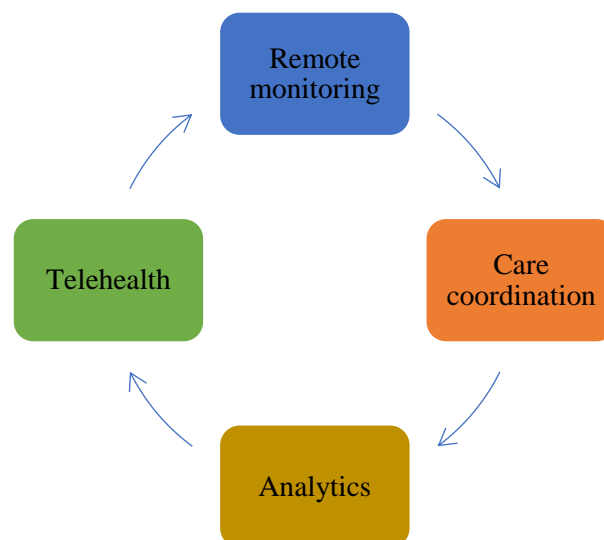 Remote
monitoring
Care
coordination
Analytics
Telehealth